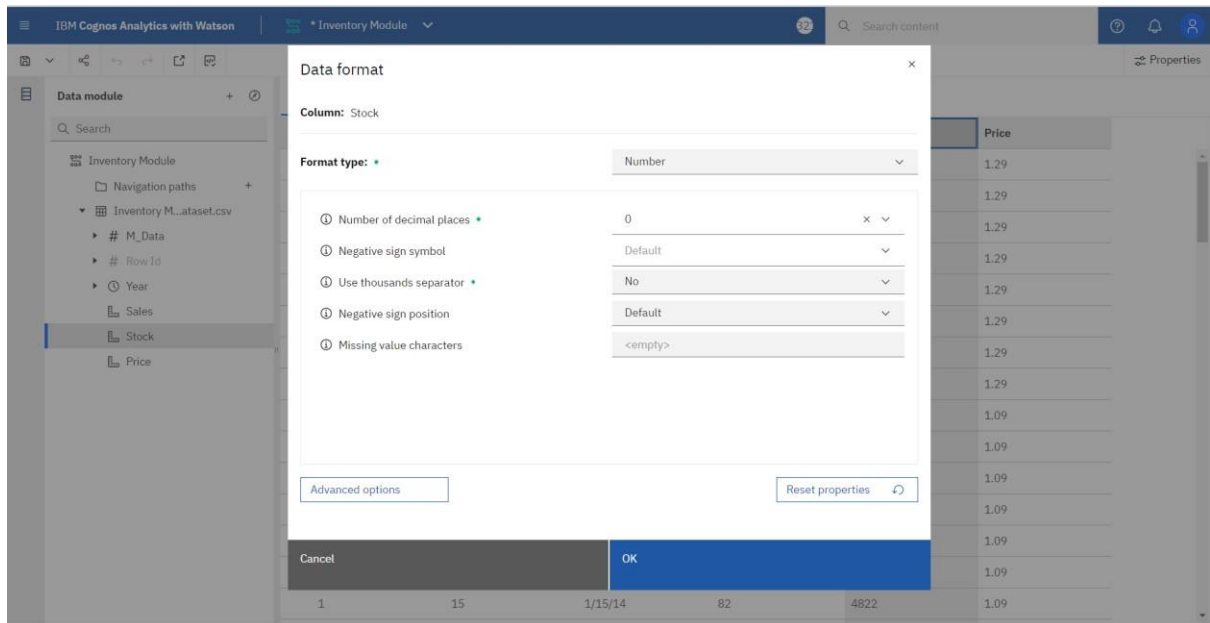 IBM Cognos Analytics with Watson
* Inventory Module
32
Search content
Properties
Data module
Search
Inventory Module
Navigation paths
Inventory M...ataset.csv
# M_Data
# Row Id
Year
Sales
Stock
Price
Data format
Column: Stock
Format type:
Number
Number of decimal places
0
Negative sign symbol
Default
Use thousands separator
No
Negative sign position
Default
Missing value characters
<empty>
Advanced options
Reset properties
Cancel
OK
Price
1.29
1.29
1.29
1.29
1.29
1.29
1.29
1.29
1.09
1.09
1.09
1.09
1.09
1.09
1 15 1/15/14 82 4822 1.09